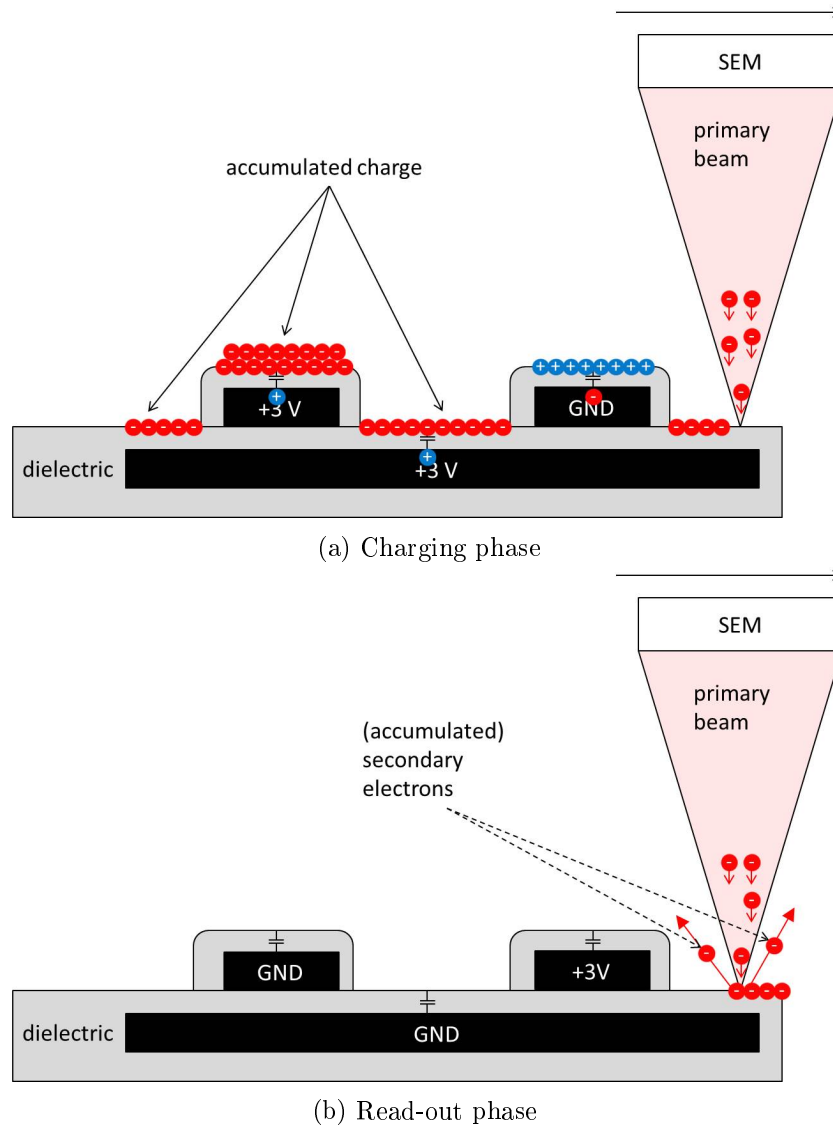 SEM
primary
beam
accumulated charge
+3 V
GND
dielectric
+3 V
(a) Charging phase
SEM
primary
beam
(accumulated)
secondary
electrons
GND
+3V
dielectric
GND
(b) Read-out phase